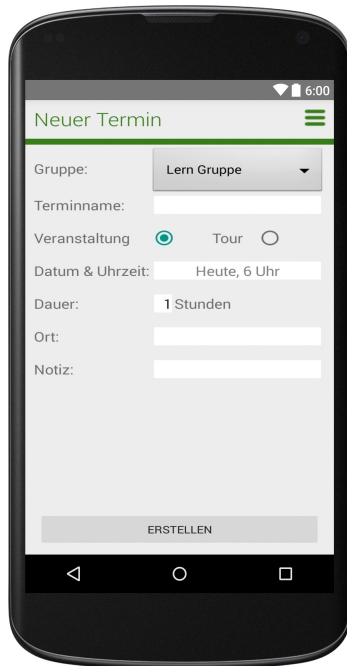 6:00
Neuer Termin
Gruppe: Lern Gruppe
Terminname:
Veranstaltung Tour
Datum & Uhrzeit: Heute, 6 Uhr
Dauer: 1 Stunden
Ort:
Notiz:
ERSTELLEN